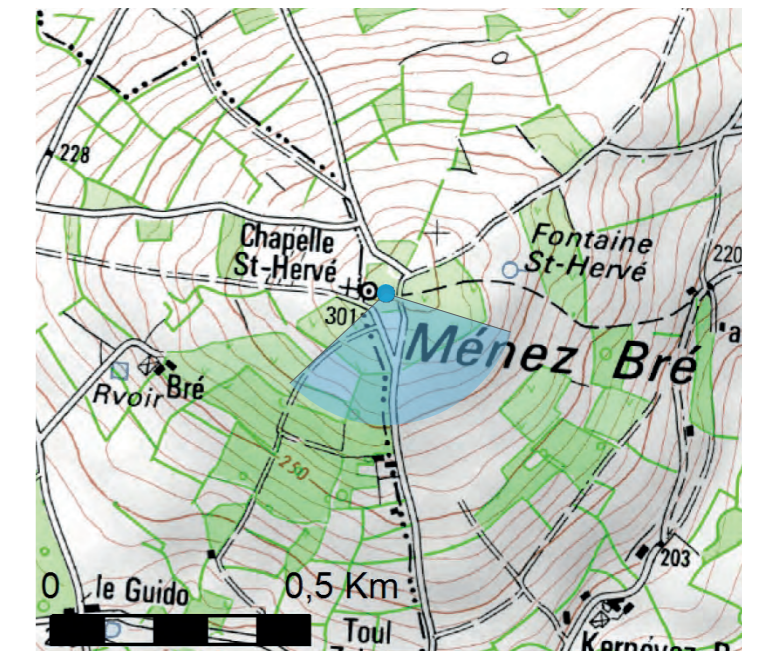 228
Chapelle
St-Hervé
Fontaine
St-Hervé
220
301
Ménez Bré
Rvoir
Bré
250
203
0
0,5 Km
le Guido
Toul